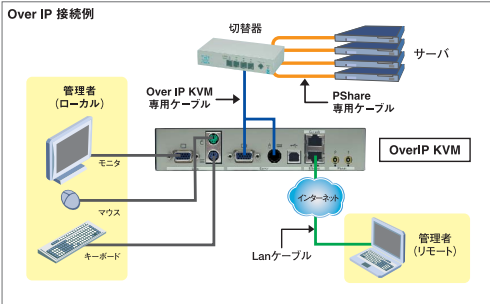 Over IP 接続例
切替器
サーバ
管理者
(ローカル)
Over IP KVM
専用ケーブル
PShare
専用ケーブル
モニタ
OverIP KVM
マウス
インターネット
キーボード
Lanケーブル
管理者
(リモート)